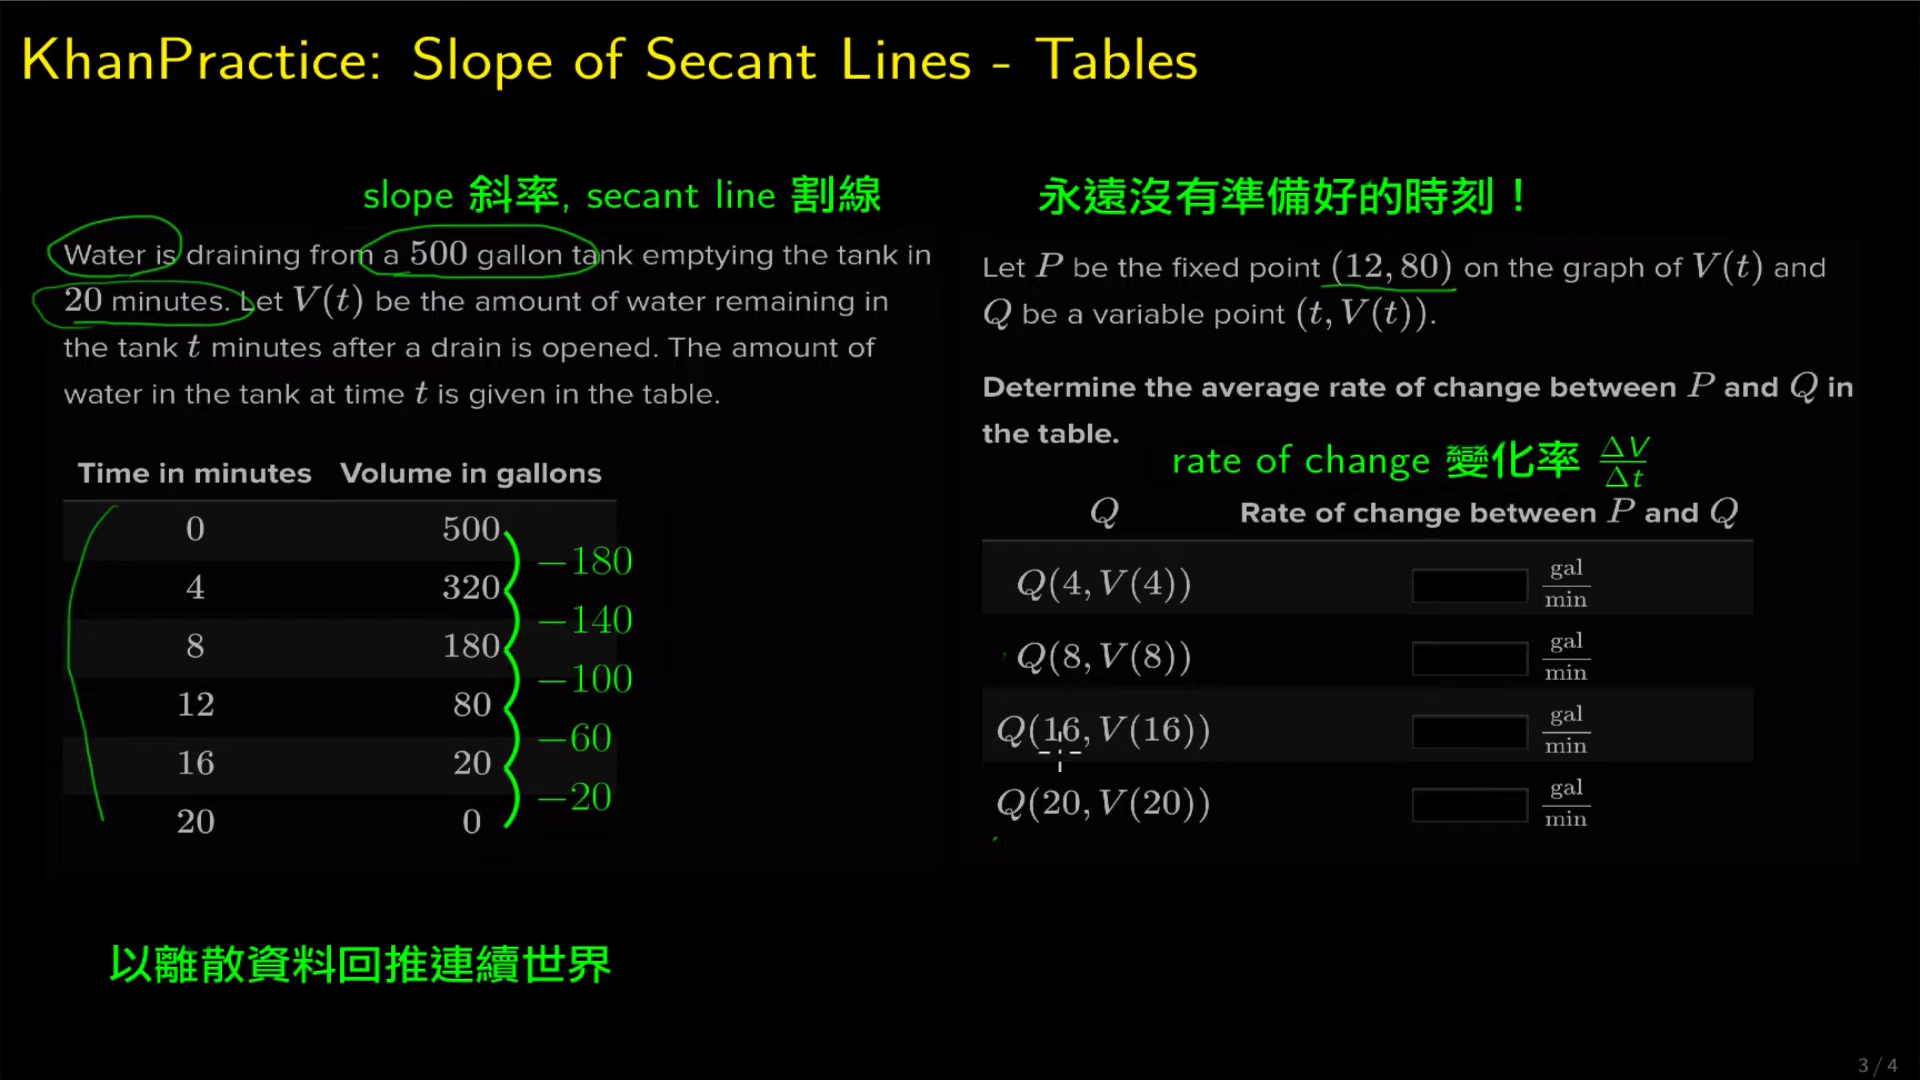 KhanPractice: Slope of Secant Lines - Tables
slope 斜率, secant line 割線
Water is draining from a 500 gallon tank emptying the tank in
20 minutes. Let V(t) be the amount of water remaining in
the tank t minutes after a drain is opened. The amount of
water in the tank at time t is given in the table.
Time in minutes Volume in gallons
0 500
−180
4 320
−140
8 180
−100
12 80
−60
16 20
−20
20 0
以離散資料回推連續世界
永遠沒有準備好的時刻！
Let P be the fixed point (12, 80) on the graph of V(t) and
Q be a variable point (t, V(t)).
Determine the average rate of change between P and Q in
the table.
rate of change 變化率 ΔV/Δt
Q Rate of change between P and Q
Q(4, V(4)) gal/min
Q(8, V(8)) gal/min
Q(16, V(16)) gal/min
Q(20, V(20)) gal/min
3 / 4